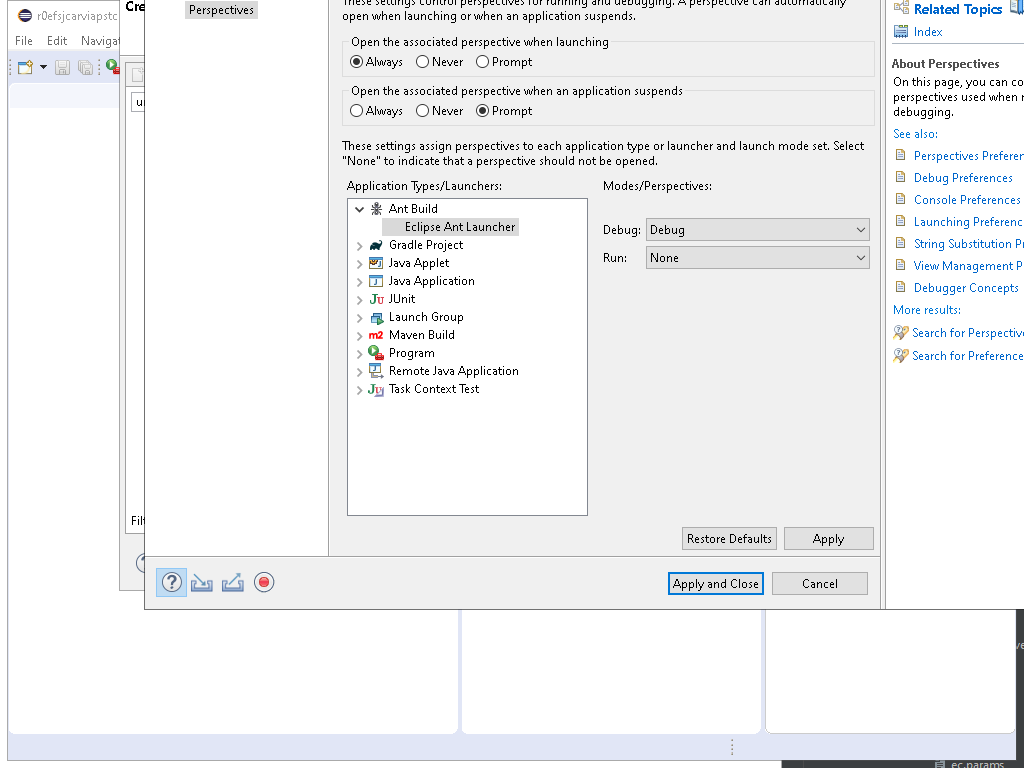 r0efsjcarviapstc
File Edit Navigat
Cre
Filt
Perspectives
These settings control perspectives for running and debugging. A perspective can automatically
open when launching or when an application suspends.
Open the associated perspective when launching
Always Never Prompt
Open the associated perspective when an application suspends
Always Never Prompt
These settings assign perspectives to each application type or launcher and launch mode set. Select
"None" to indicate that a perspective should not be opened.
Application Types/Launchers:
Modes/Perspectives:
Ant Build
Eclipse Ant Launcher
Gradle Project
Java Applet
Java Application
JUnit
Launch Group
m2 Maven Build
Program
Remote Java Application
Task Context Test
Debug: Debug
Run: None
Restore Defaults Apply
Apply and Close Cancel
Related Topics
Index
About Perspectives
On this page, you can co
perspectives used when r
debugging.
See also:
Perspectives Preferen
Debug Preferences
Console Preferences
Launching Preferenc
String Substitution Pr
View Management P
Debugger Concepts
More results:
Search for Perspective
Search for Preference
ec.params